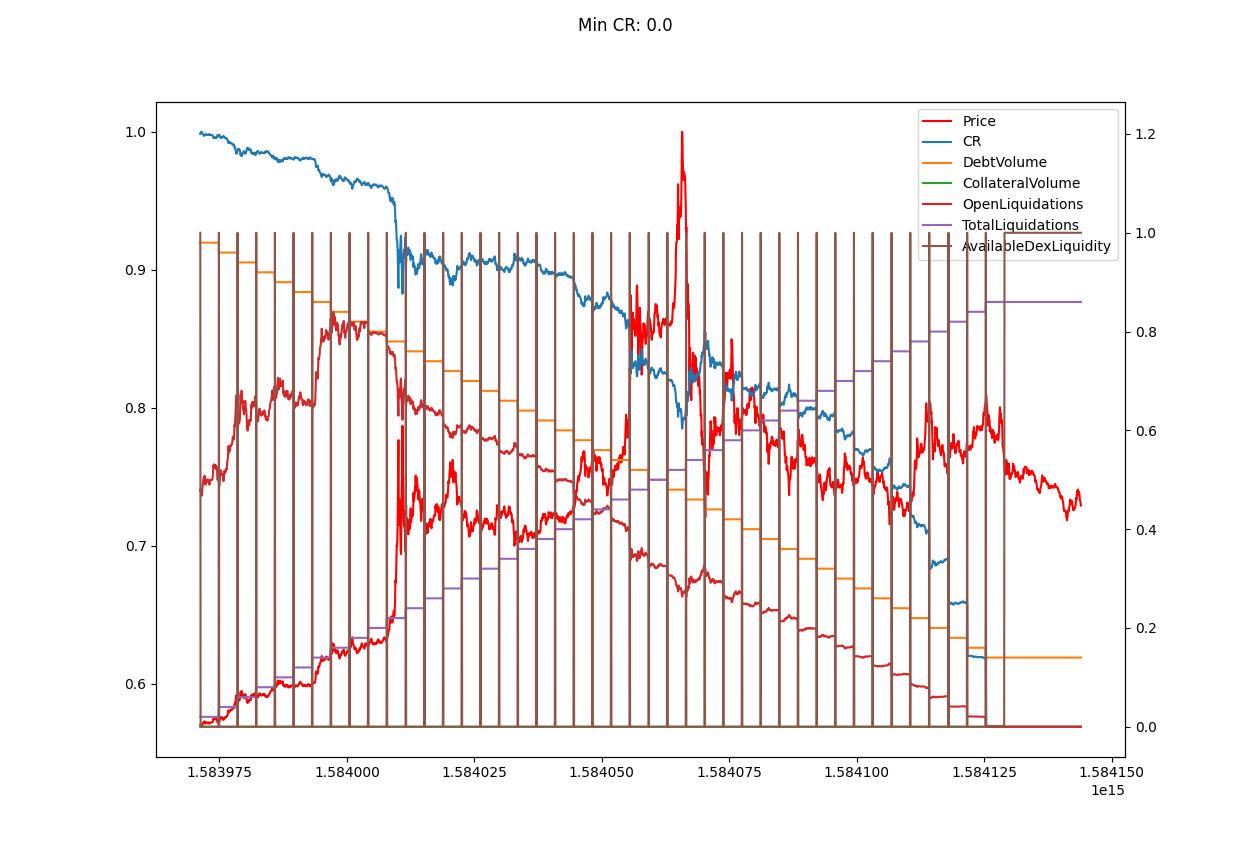 Min CR: 0.0
1.0
0.9
0.8
0.7
0.6
1.2
1.0
0.8
0.6
0.4
0.2
0.0
Price
CR
DebtVolume
CollateralVolume
OpenLiquidations
TotalLiquidations
AvailableDexLiquidity
1.583975 1.584000 1.584025 1.584050 1.584075 1.584100 1.584125 1.584150
1e15